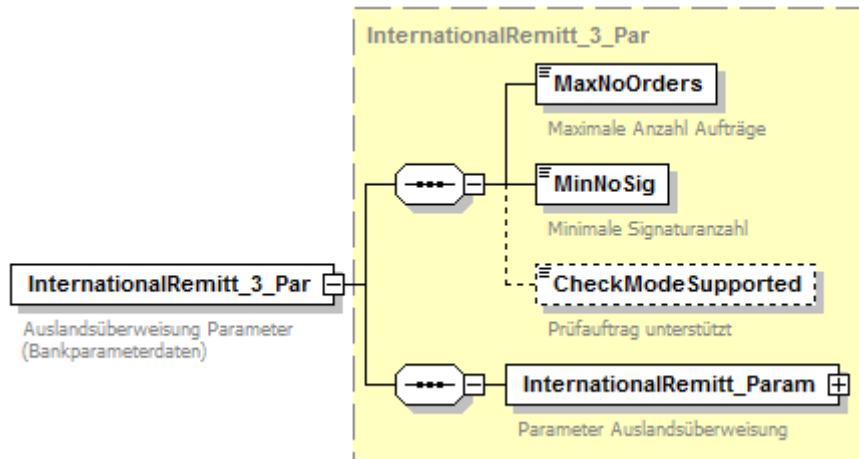 InternationalRemitt_3_Par
MaxNoOrders
Maximale Anzahl Aufträge
MinNoSig
Minimale Signaturanzahl
CheckModeSupported
Prüfauftrag unterstützt
InternationalRemitt_3_Par
Auslandsüberweisung Parameter
(Bankparameterdaten)
InternationalRemitt_Param
Parameter Auslandsüberweisung